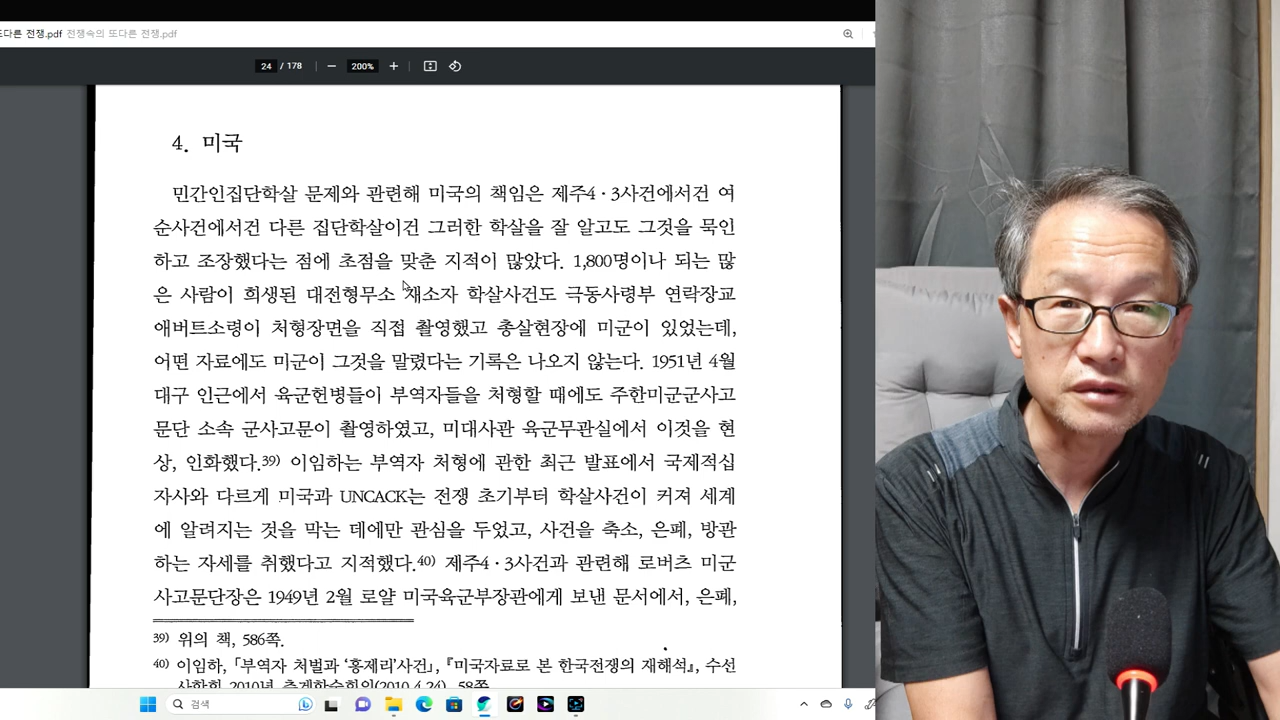 또다른 전쟁.pdf 전쟁속의 또다른 전쟁.pdf
24 / 178 200%
4. 미국
민간인집단학살 문제와 관련해 미국의 책임은 제주4·3사건에서건 여
순사건에서건 다른 집단학살이건 그러한 학살을 잘 알고도 그것을 묵인
하고 조장했다는 점에 초점을 맞춘 지적이 많았다. 1,800명이나 되는 많
은 사람이 희생된 대전형무소 재소자 학살사건도 극동사령부 연락장교
애버트소령이 처형장면을 직접 촬영했고 총살현장에 미군이 있었는데,
어떤 자료에도 미군이 그것을 말렸다는 기록은 나오지 않는다. 1951년 4월
대구 인근에서 육군헌병들이 부역자들을 처형할 때에도 주한미군군사고
문단 소속 군사고문이 촬영하였고, 미대사관 육군무관실에서 이것을 현
상, 인화했다.39) 이임하는 부역자 처형에 관한 최근 발표에서 국제적십
자사와 다르게 미국과 UNCACK는 전쟁 초기부터 학살사건이 커져 세계
에 알려지는 것을 막는 데에만 관심을 두었고, 사건을 축소, 은폐, 방관
하는 자세를 취했다고 지적했다.40) 제주4·3사건과 관련해 로버츠 미군
사고문단장은 1949년 2월 로얄 미국육군부장관에게 보낸 문서에서, 은폐,
39) 위의 책, 586쪽.
40) 이임하, 「부역자 처벌과 ‘홍제리’사건」, 『미국자료로 본 한국전쟁의 재해석』, 수선
사학회 2010년 춘계학술회의(2010.4.24), 58쪽
검색